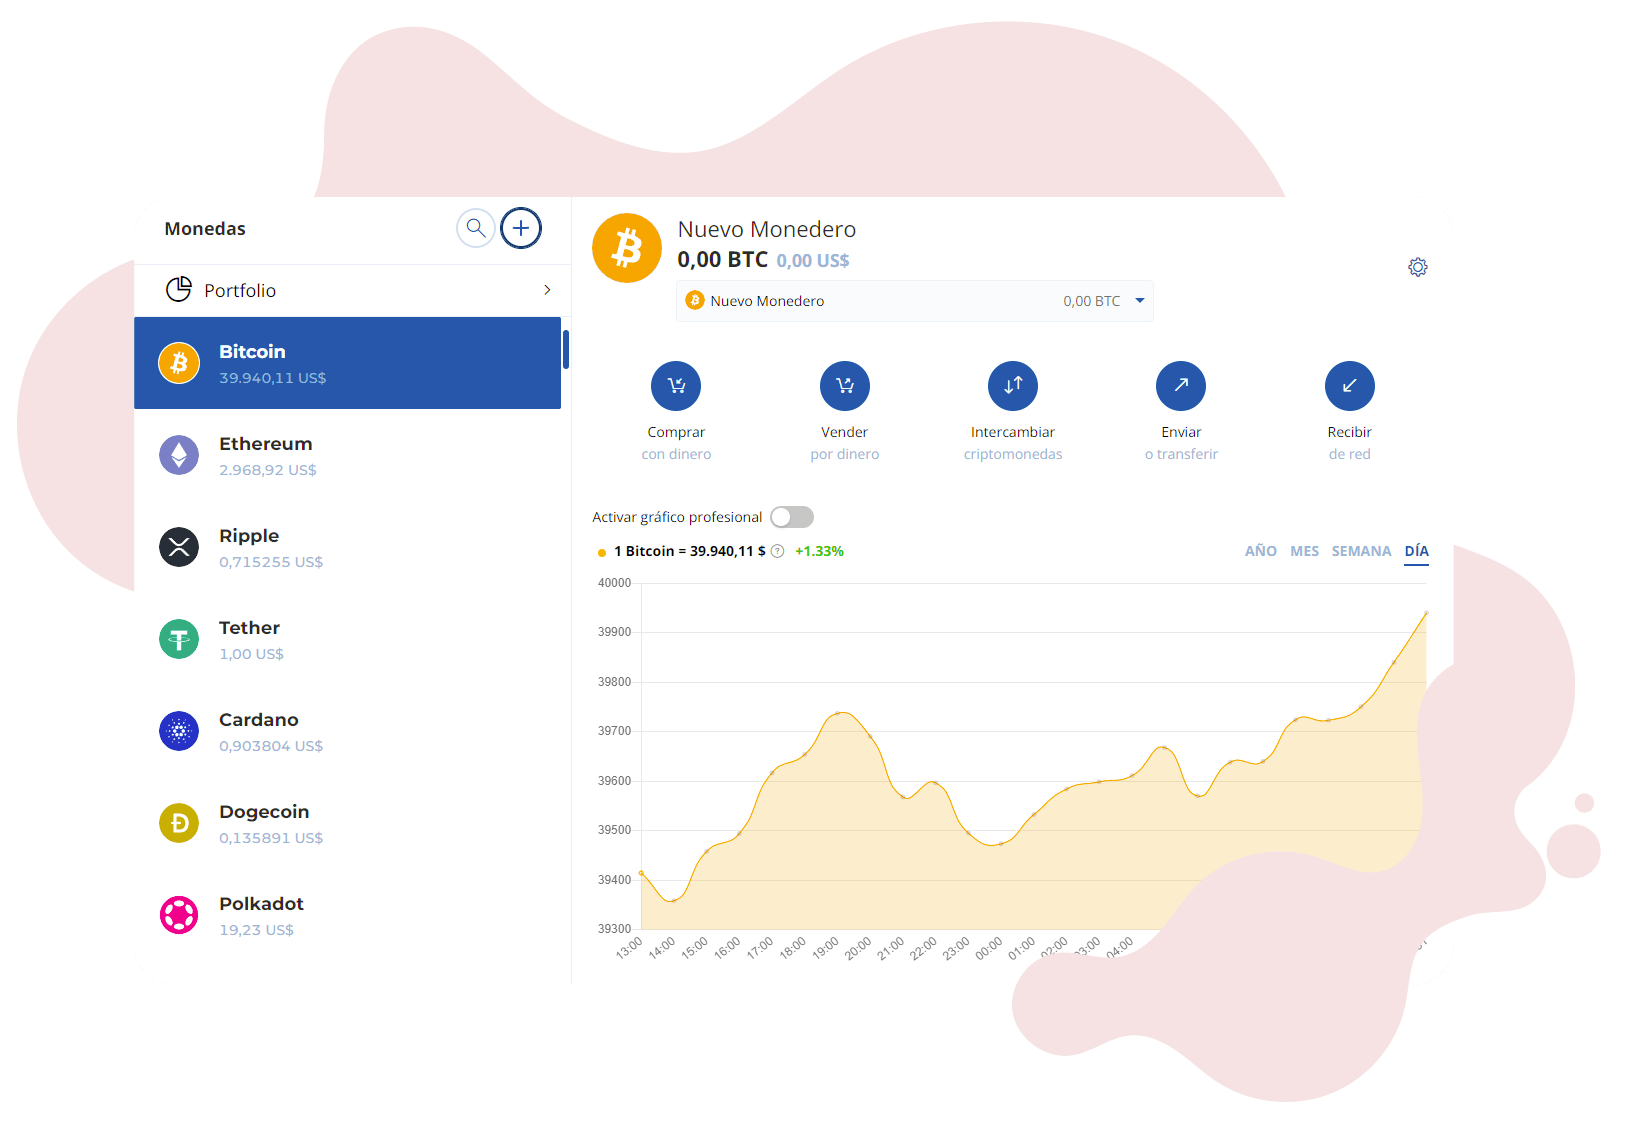 Monedas
Portfolio
Bitcoin
39.940,11 US$
Ethereum
2.968,92 US$
Ripple
0,715255 US$
Tether
1,00 US$
Cardano
0,903804 US$
Dogecoin
0,135891 US$
Polkadot
19,23 US$
Nuevo Monedero
0,00 BTC 0,00 US$
Nuevo Monedero 0,00 BTC
Comprar
con dinero
Vender
por dinero
Intercambiar
criptomonedas
Enviar
o transferir
Recibir
de red
Activar gráfico profesional
1 Bitcoin = 39.940,11 $ ? +1.33%
AÑO MES SEMANA DÍA
40000
39900
39800
39700
39600
39500
39400
39300
13:00 14:00 15:00 16:00 17:00 18:00 19:00 20:00 21:00 22:00 23:00 00:00 01:00 02:00 03:00 04:00